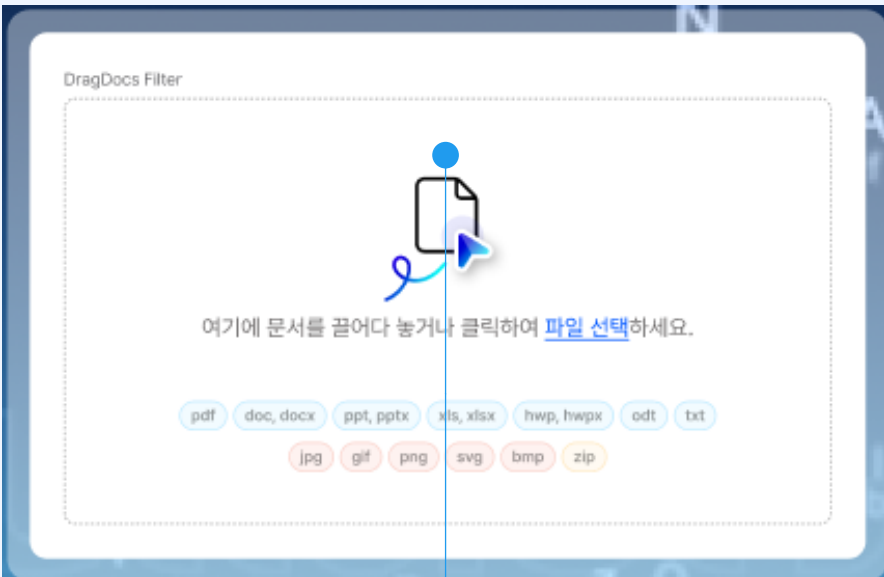 N
DragDocs Filter
A
여기에 문서를 끌어다 놓거나 클릭하여 파일 선택하세요.
pdf doc, docx ppt, pptx xls, xlsx hwp, hwpx odt txt
jpg gif png svg bmp zip